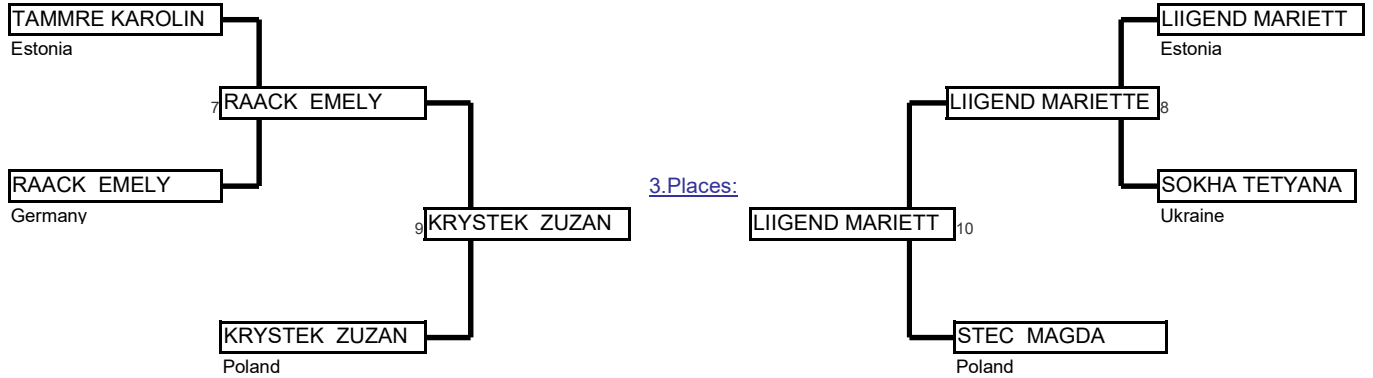 TAMMRE KAROLIN
Estonia
7 RAACK EMELY
RAACK EMELY
Germany
9 KRYSTEK ZUZAN
KRYSTEK ZUZAN
Poland
3.Places:
LIIGEND MARIETT
Estonia
LIIGEND MARIETTE 8
SOKHA TETYANA
Ukraine
LIIGEND MARIETT 10
STEC MAGDA
Poland